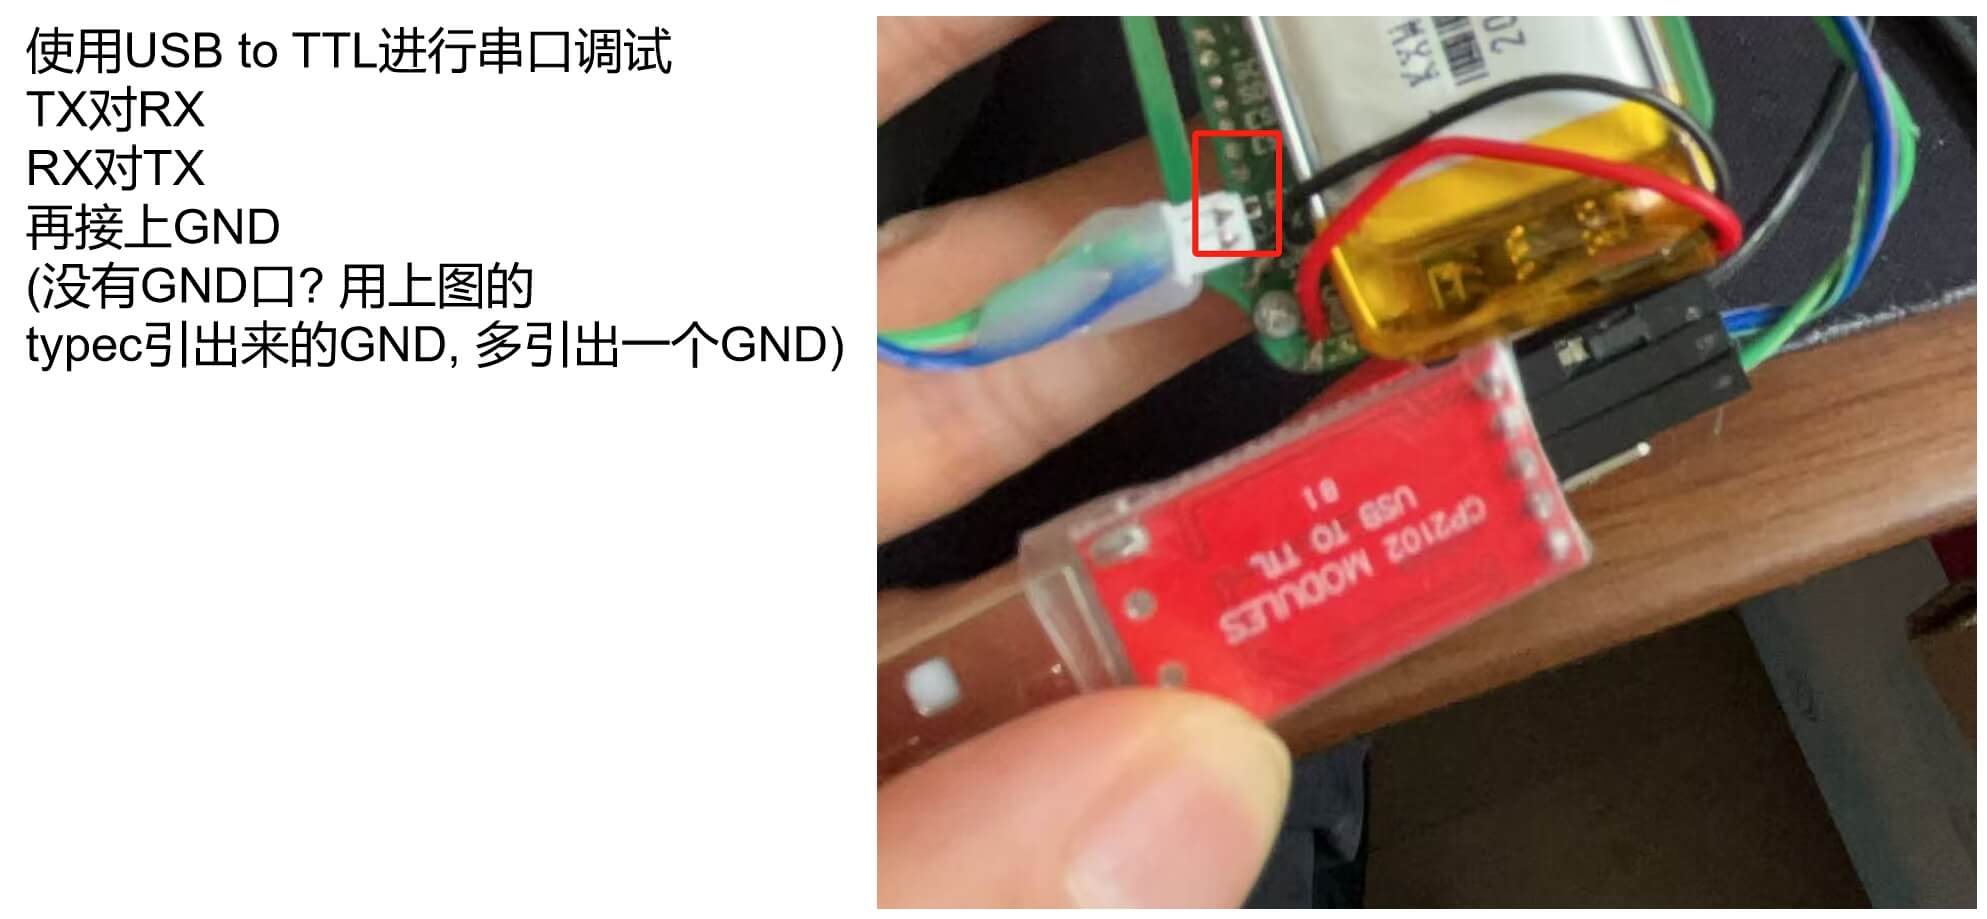 使用USB to TTL进行串口调试
TX对RX
RX对TX
再接上GND
(没有GND口? 用上图的
typec引出来的GND, 多引出一个GND)
CP2102 MODULES
USB TO TTL